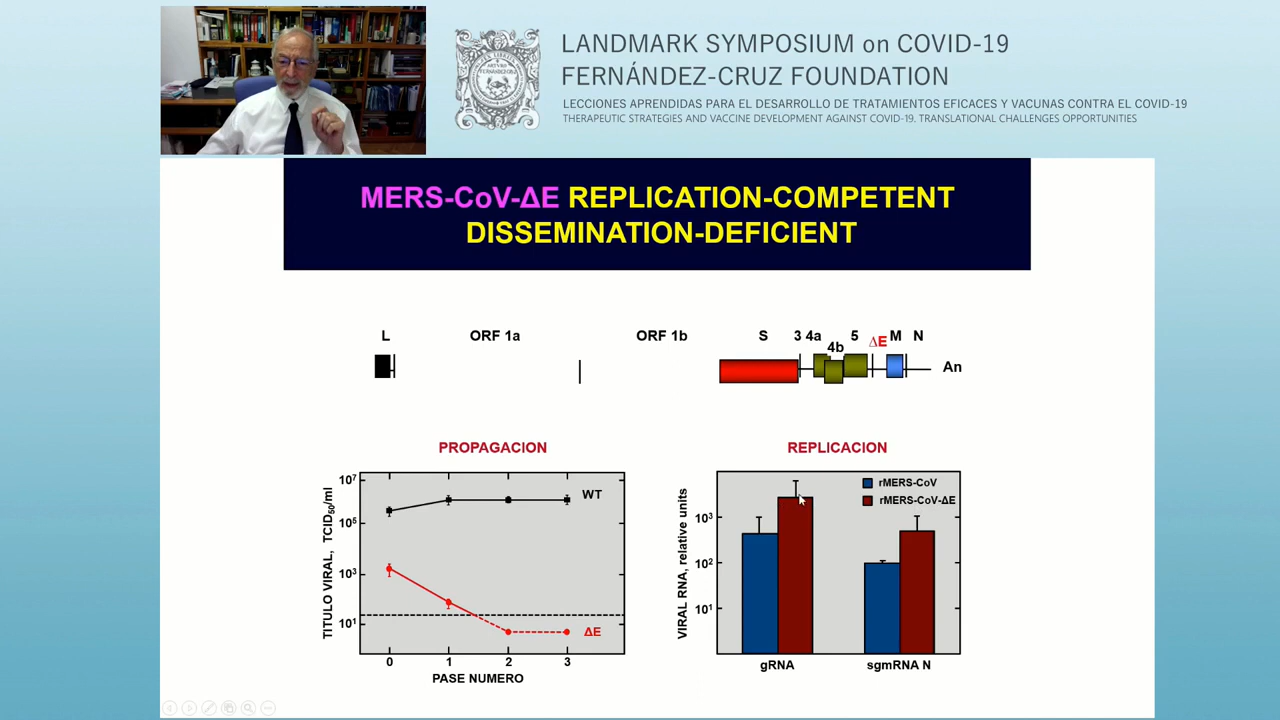 LANDMARK SYMPOSIUM on COVID-19
FERNÁNDEZ-CRUZ FOUNDATION
LECCIONES APRENDIDAS PARA EL DESARROLLO DE TRATAMIENTOS EFICACES Y VACUNAS CONTRA EL COVID-19
THERAPEUTIC STRATEGIES AND VACCINE DEVELOPMENT AGAINST COVID-19. TRANSLATIONAL CHALLENGES OPPORTUNITIES
MERS-CoV-ΔE REPLICATION-COMPETENT
DISSEMINATION-DEFICIENT
L ORF 1a ORF 1b S 3 4a 4b 5 ΔE M N
An
PROPAGACION
TITULO VIRAL, TCID50/ml
10^7
10^5
10^3
10^1
WT
ΔE
0 1 2 3
PASE NUMERO
REPLICACION
VIRAL RNA, relative units
rMERS-CoV
rMERS-CoV-ΔE
10^3
10^2
10^1
gRNA sgmRNA N